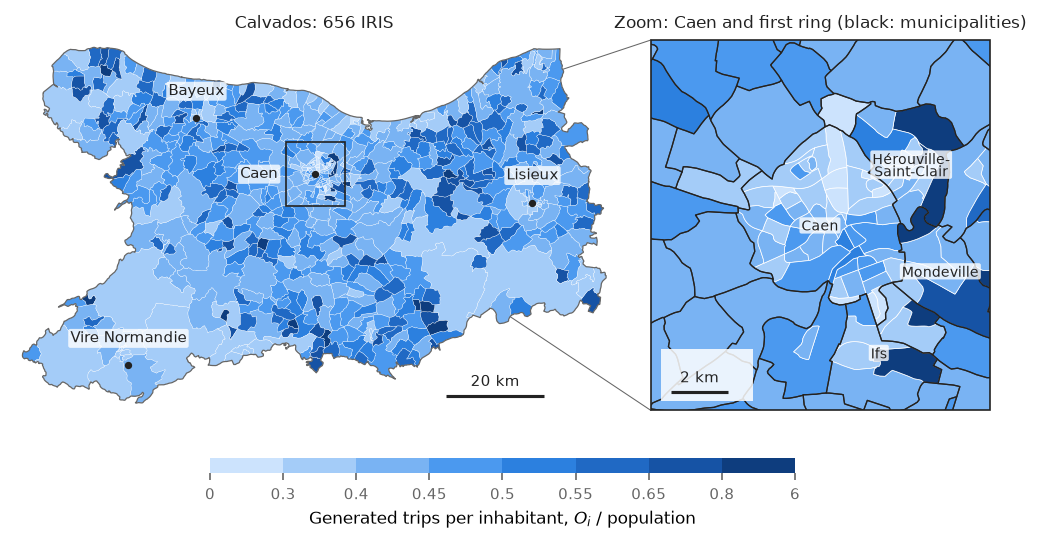 Calvados: 656 IRIS
Zoom: Caen and first ring (black: municipalities)
Bayeux
Caen
Lisieux
Vire Normandie
20 km
Hérouville-
Saint-Clair
Caen
Mondeville
Ifs
2 km
0 0.3 0.4 0.45 0.5 0.55 0.65 0.8 6
Generated trips per inhabitant, Oᵢ / population